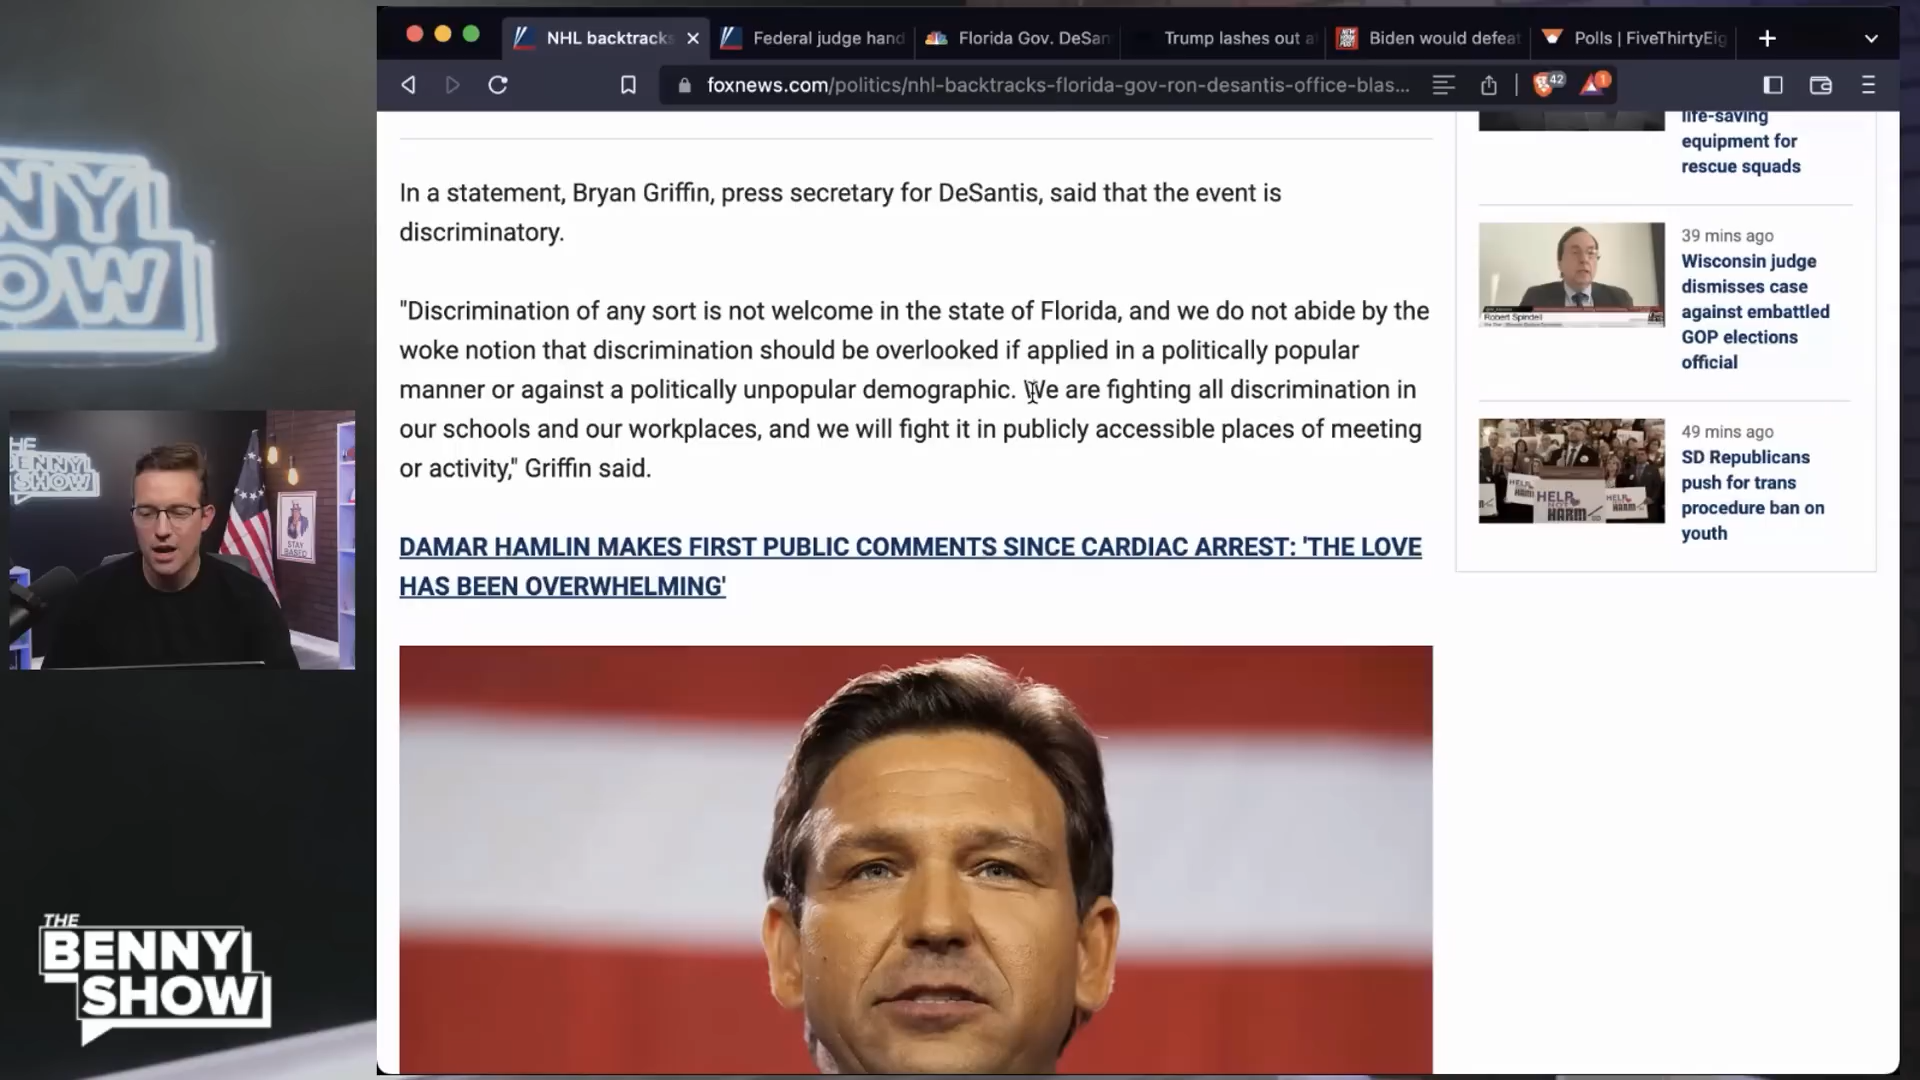 NHL backtracks
Federal judge hand
Florida Gov. DeSan
Trump lashes out a
Biden would defeat
Polls | FiveThirtyEig
foxnews.com/politics/nhl-backtracks-florida-gov-ron-desantis-office-blas...
42
1
In a statement, Bryan Griffin, press secretary for DeSantis, said that the event is
discriminatory.
"Discrimination of any sort is not welcome in the state of Florida, and we do not abide by the
woke notion that discrimination should be overlooked if applied in a politically popular
manner or against a politically unpopular demographic. We are fighting all discrimination in
our schools and our workplaces, and we will fight it in publicly accessible places of meeting
or activity," Griffin said.
DAMAR HAMLIN MAKES FIRST PUBLIC COMMENTS SINCE CARDIAC ARREST: 'THE LOVE
HAS BEEN OVERWHELMING'
life-saving
equipment for
rescue squads
39 mins ago
Wisconsin judge
dismisses case
against embattled
GOP elections
official
Robert Spindell
49 mins ago
SD Republicans
push for trans
procedure ban on
youth
HELP
NOT
HARM
HELP
HARM
NY
OW
HE
BENNY
SHOW
STAY
THE
BENNY
SHOW